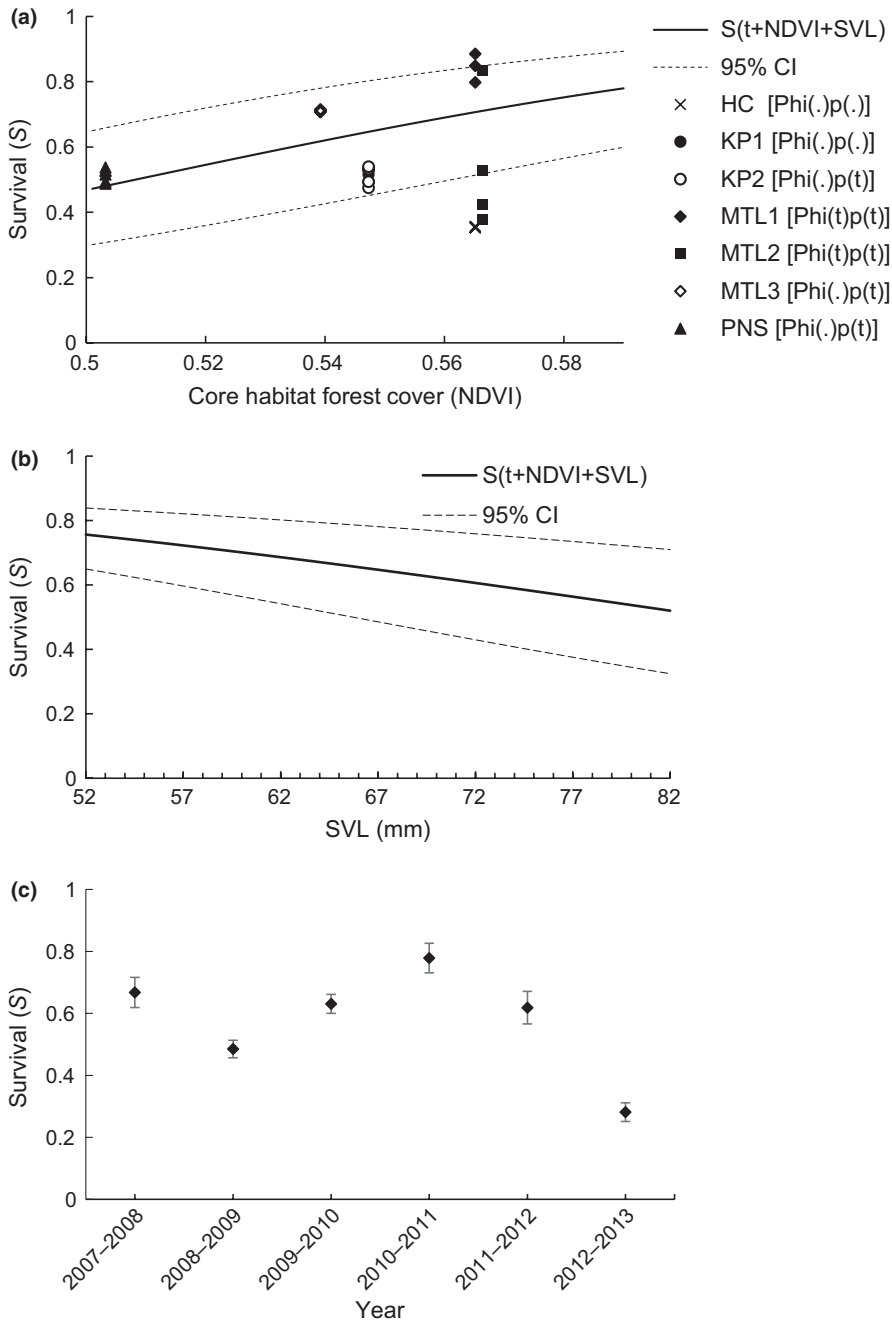 (a)
1
0.8
0.6
0.4
0.2
0
Survival (S)
0.5
0.52
0.54
0.56
0.58
Core habitat forest cover (NDVI)
S(t+NDVI+SVL)
95% CI
HC [Phi(.)p(.)]
KP1 [Phi(.)p(.)]
KP2 [Phi(.)p(t)]
MTL1 [Phi(t)p(t)]
MTL2 [Phi(t)p(t)]
MTL3 [Phi(.)p(t)]
PNS [Phi(.)p(t)]
(b)
1
0.8
0.6
0.4
0.2
0
Survival (S)
S(t+NDVI+SVL)
95% CI
52
57
62
67
72
77
82
SVL (mm)
(c)
1
0.8
0.6
0.4
0.2
0
Survival (S)
2007–2008
2008–2009
2009–2010
2010–2011
2011–2012
2012–2013
Year